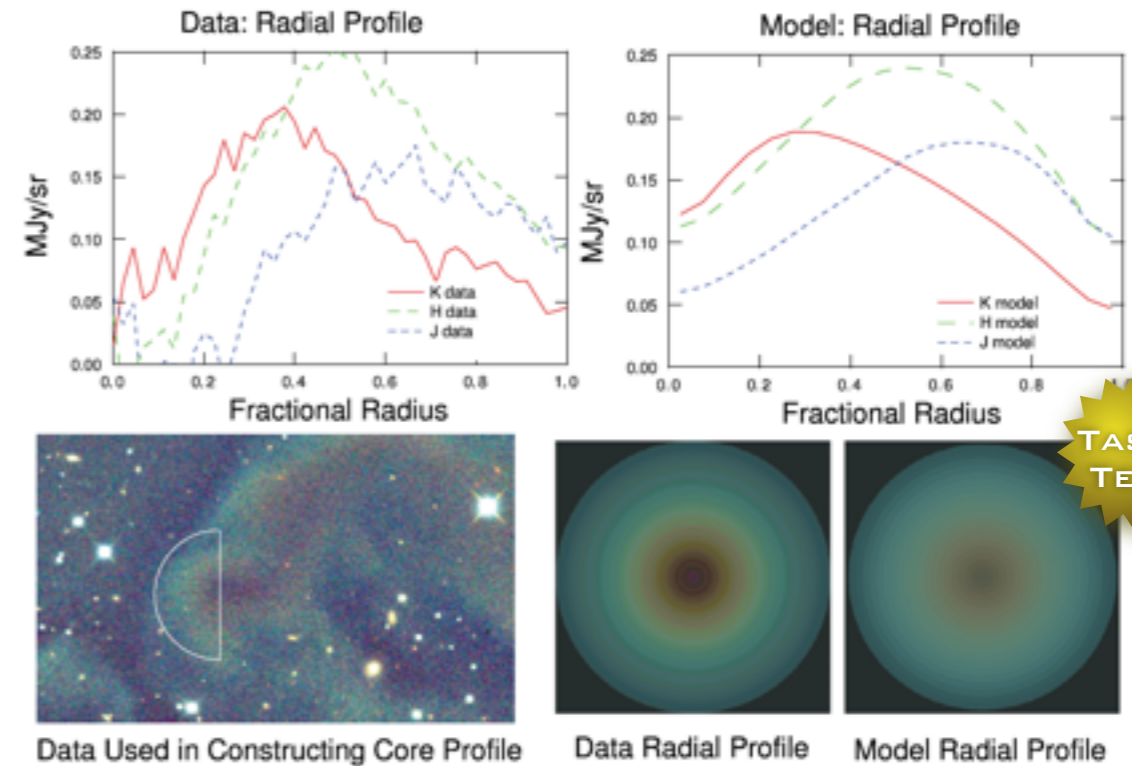 Data: Radial Profile
Model: Radial Profile
0.25
0.20
0.15
0.10
0.05
0.00
MJy/sr
K data
H data
J data
0.0 0.2 0.4 0.6 0.8 1.0
Fractional Radius
0.25
0.20
0.15
0.10
0.05
0.00
MJy/sr
K model
H model
J model
0.0 0.2 0.4 0.6 0.8
Fractional Radius
Data Used in Constructing Core Profile
Data Radial Profile
Model Radial Profile